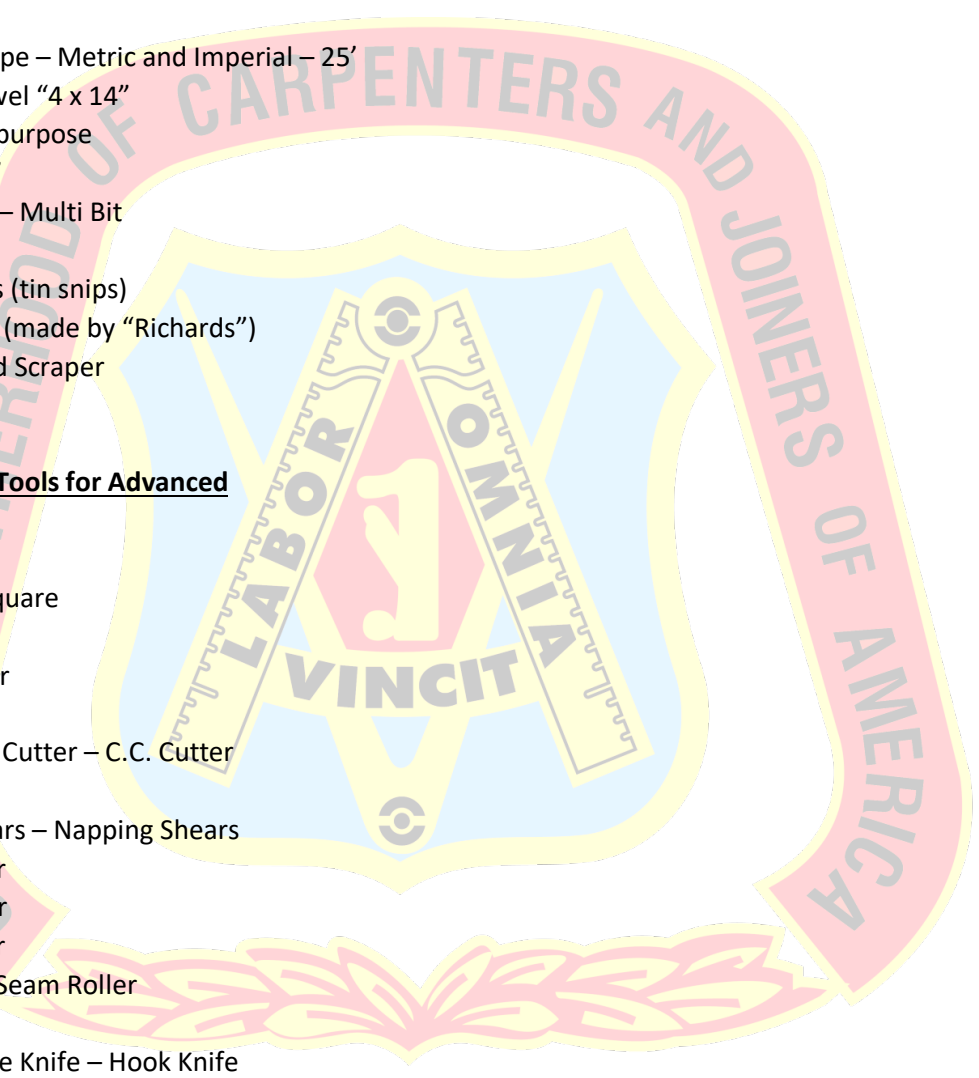 pe – Metric and Imperial – 25’
vel “4 x 14”
purpose
– Multi Bit
s (tin snips)
(made by “Richards”)
d Scraper
Tools for Advanced
quare
r
Cutter – C.C. Cutter
ars – Napping Shears
r
r
r
Seam Roller
e Knife – Hook Knife
OF CARPENTERS AND JOINERS OF AMERICA
LABOR
OMNIA
VINCIT